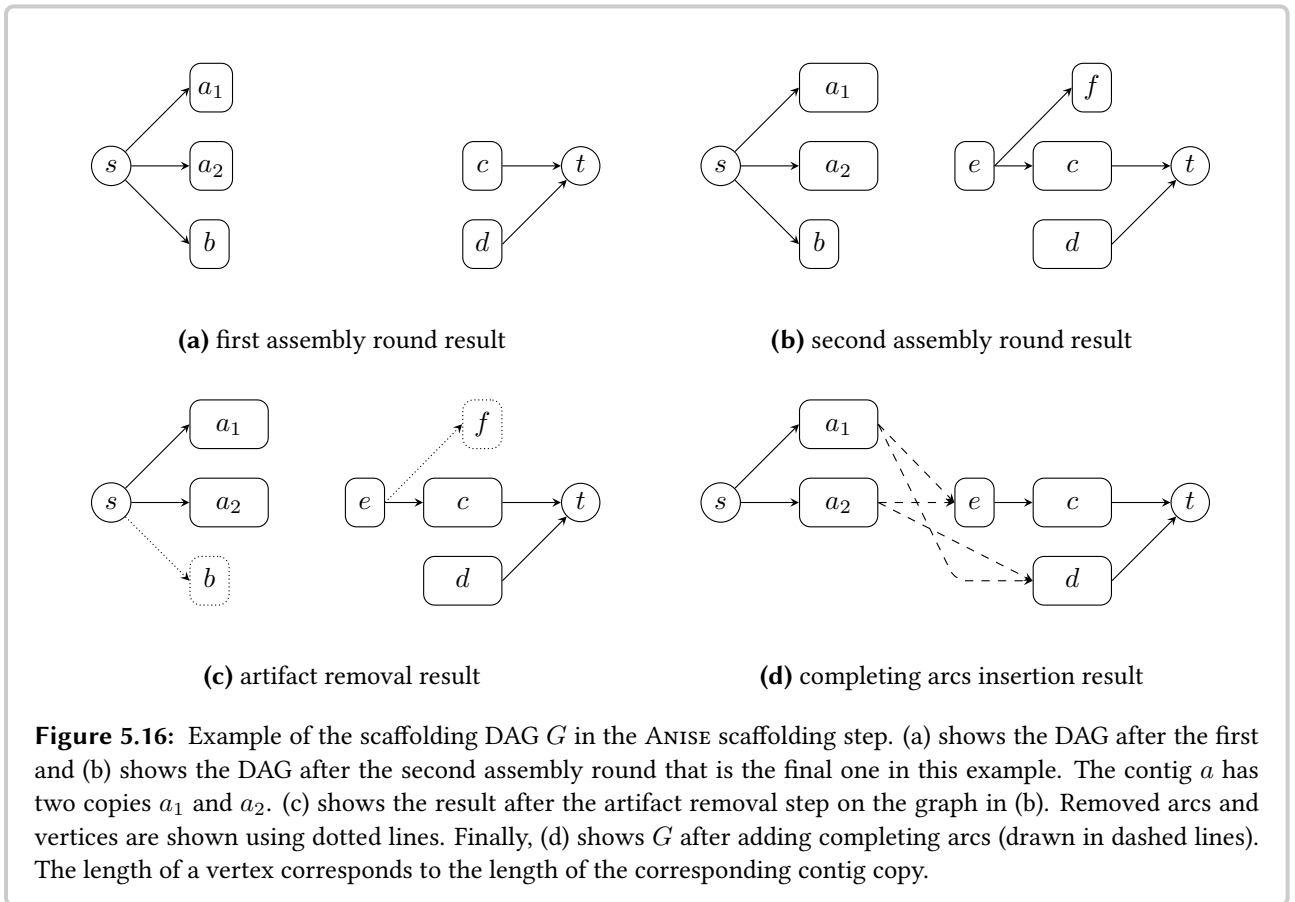 s
a₁
a₂
b
c
d
t
(a) first assembly round result
s
a₁
a₂
b
e
f
c
d
t
(b) second assembly round result
s
a₁
a₂
b
e
f
c
d
t
(c) artifact removal result
s
a₁
a₂
e
c
d
t
(d) completing arcs insertion result
Figure 5.16: Example of the scaffolding DAG G in the ANISE scaffolding step. (a) shows the DAG after the first
and (b) shows the DAG after the second assembly round that is the final one in this example. The contig a has
two copies a₁ and a₂. (c) shows the result after the artifact removal step on the graph in (b). Removed arcs and
vertices are shown using dotted lines. Finally, (d) shows G after adding completing arcs (drawn in dashed lines).
The length of a vertex corresponds to the length of the corresponding contig copy.